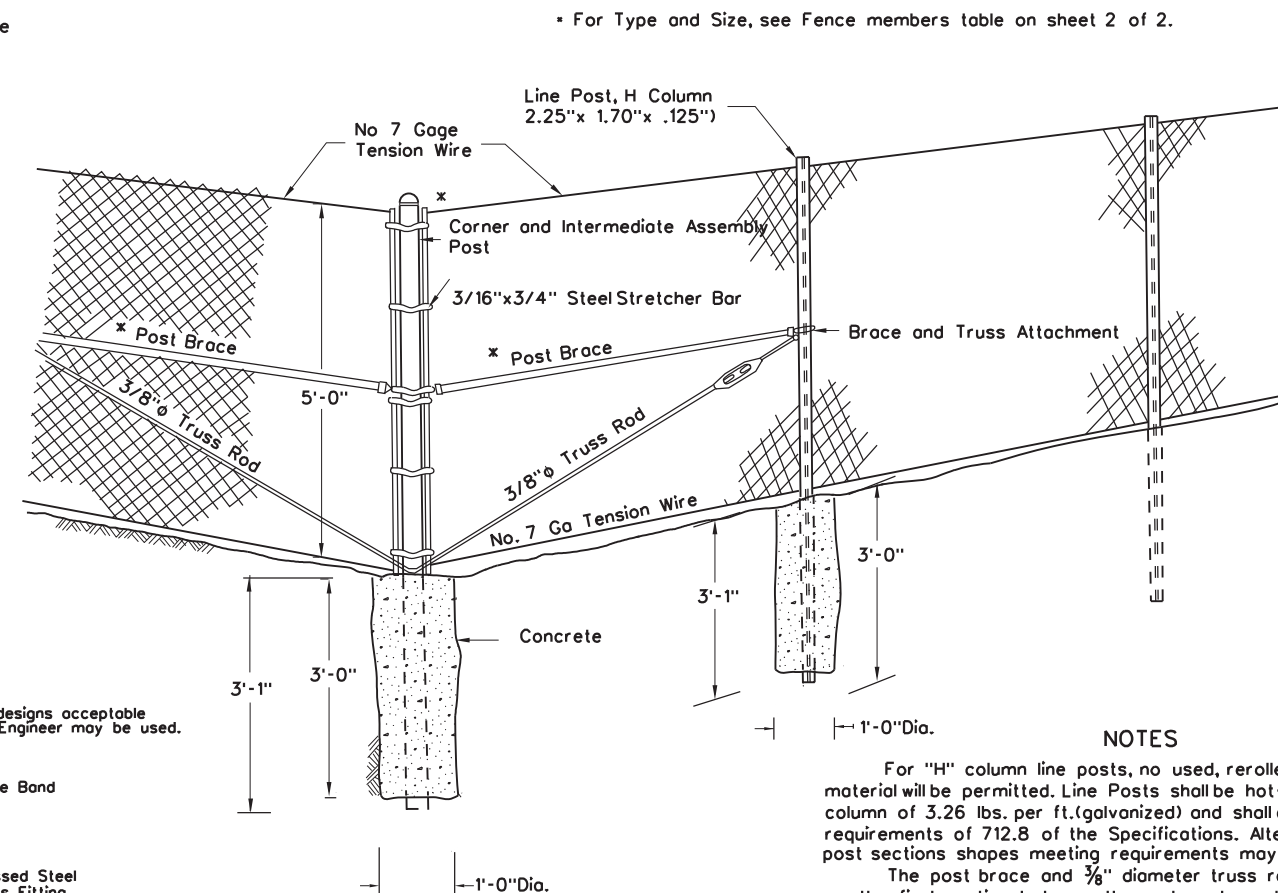 e
* For Type and Size, see Fence members table on sheet 2 of 2.
Line Post, H Column
2.25"x 1.70"x .125")
No 7 Gage
Tension Wire
*
Corner and Intermediate Assembly
Post
3/16"x3/4" Steel Stretcher Bar
* Post Brace
* Post Brace
Brace and Truss Attachment
5'-0"
3/8"ϕ Truss Rod
3/8"ϕ Truss Rod
No. 7 Ga Tension Wire
3'-0"
3'-1"
Concrete
3'-0"
3'-1"
designs acceptable
Engineer may be used.
1'-0"Dia.
NOTES
For "H" column line posts, no used, rerolle
material will be permitted. Line Posts shall be hot-
column of 3.26 lbs. per ft.(galvanized) and shall
requirements of 712.8 of the Specifications. Alte
post sections shapes meeting requirements may
The post brace and 3/8" diameter truss r
e Band
ssed Steel
s Fitting
1'-0"Dia.